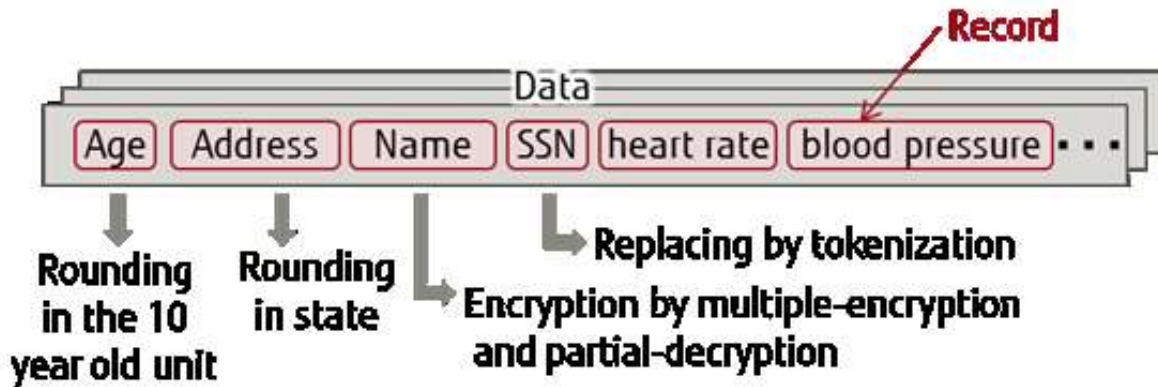 Record
Data
Age Address Name SSN heart rate blood pressure ...
Replacing by tokenization
Rounding
in the 10
year old unit
Rounding
in state
Encryption by multiple-encryption
and partial-decryption